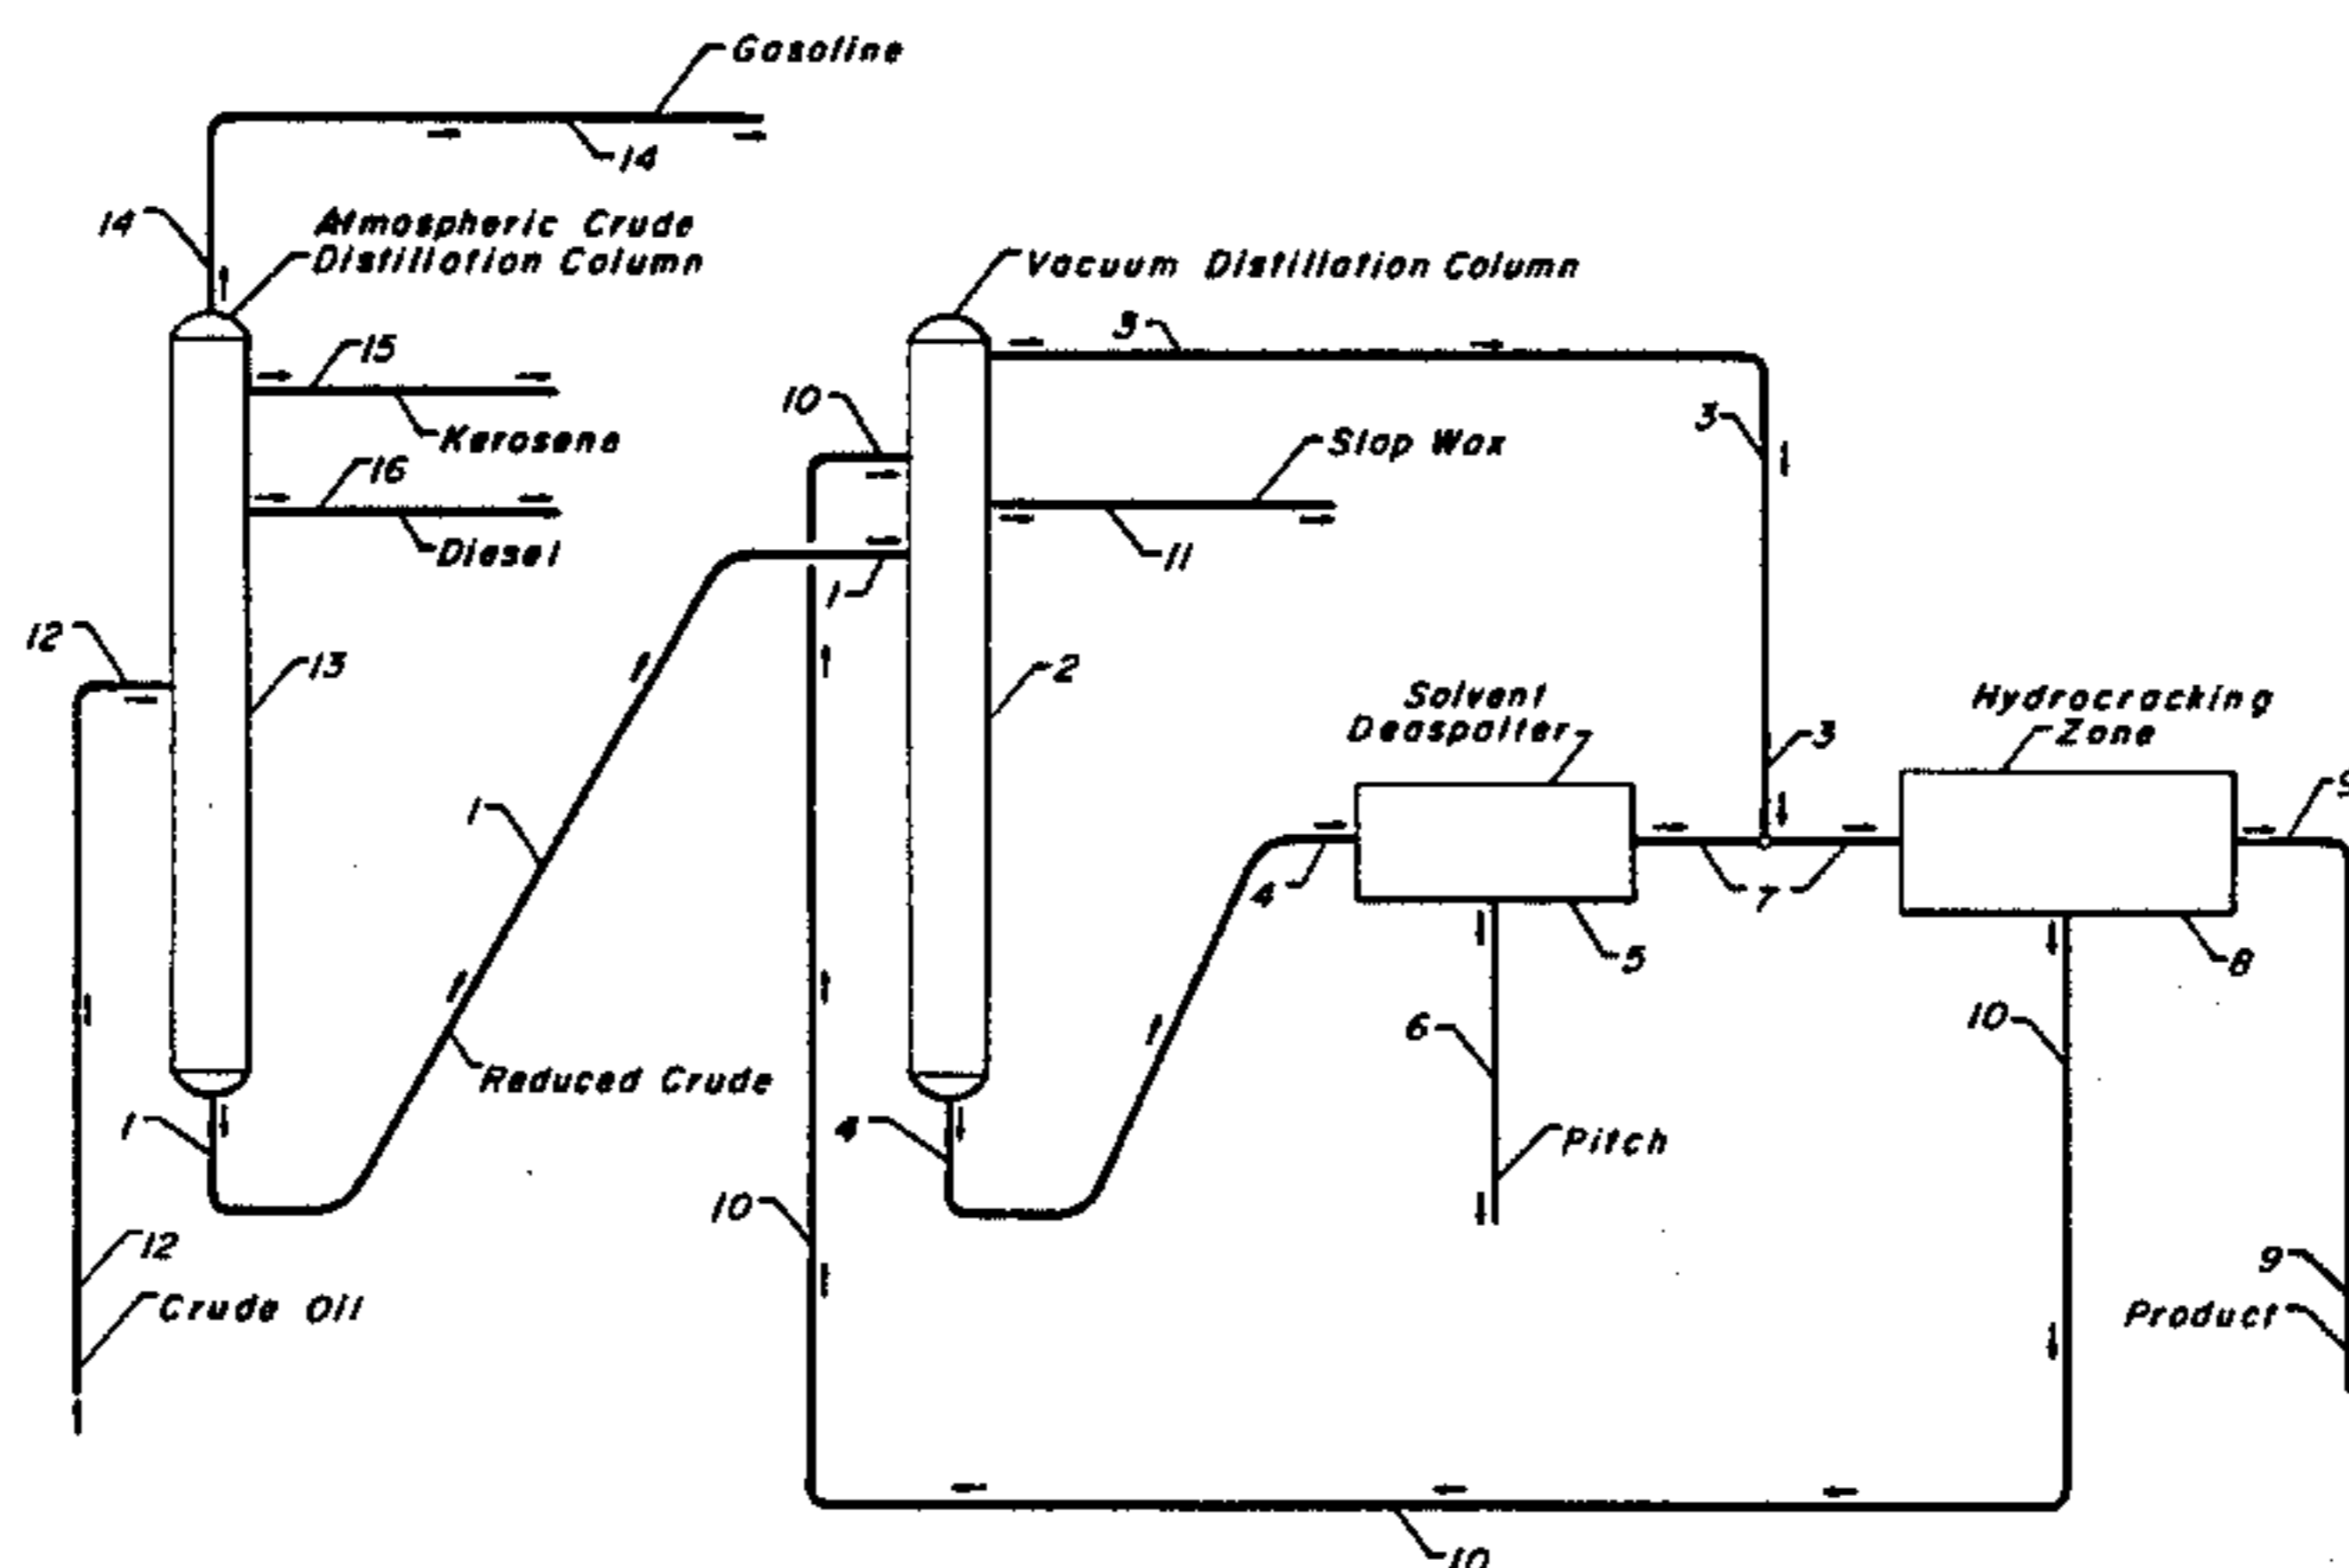 Gasoline
14
14
Atmospheric Crude
Distillation Column
Vacuum Distillation Column
3
15
10
3
Kerosene
Slop Wax
16
Diesel
11
1
12
13
2
Solvent
Deaspalter
Hydrocracking
Zone
3
9
1
4
7
5
8
6
10
Reduced Crude
1
4
Pitch
10
12
9
Crude Oil
Product
10